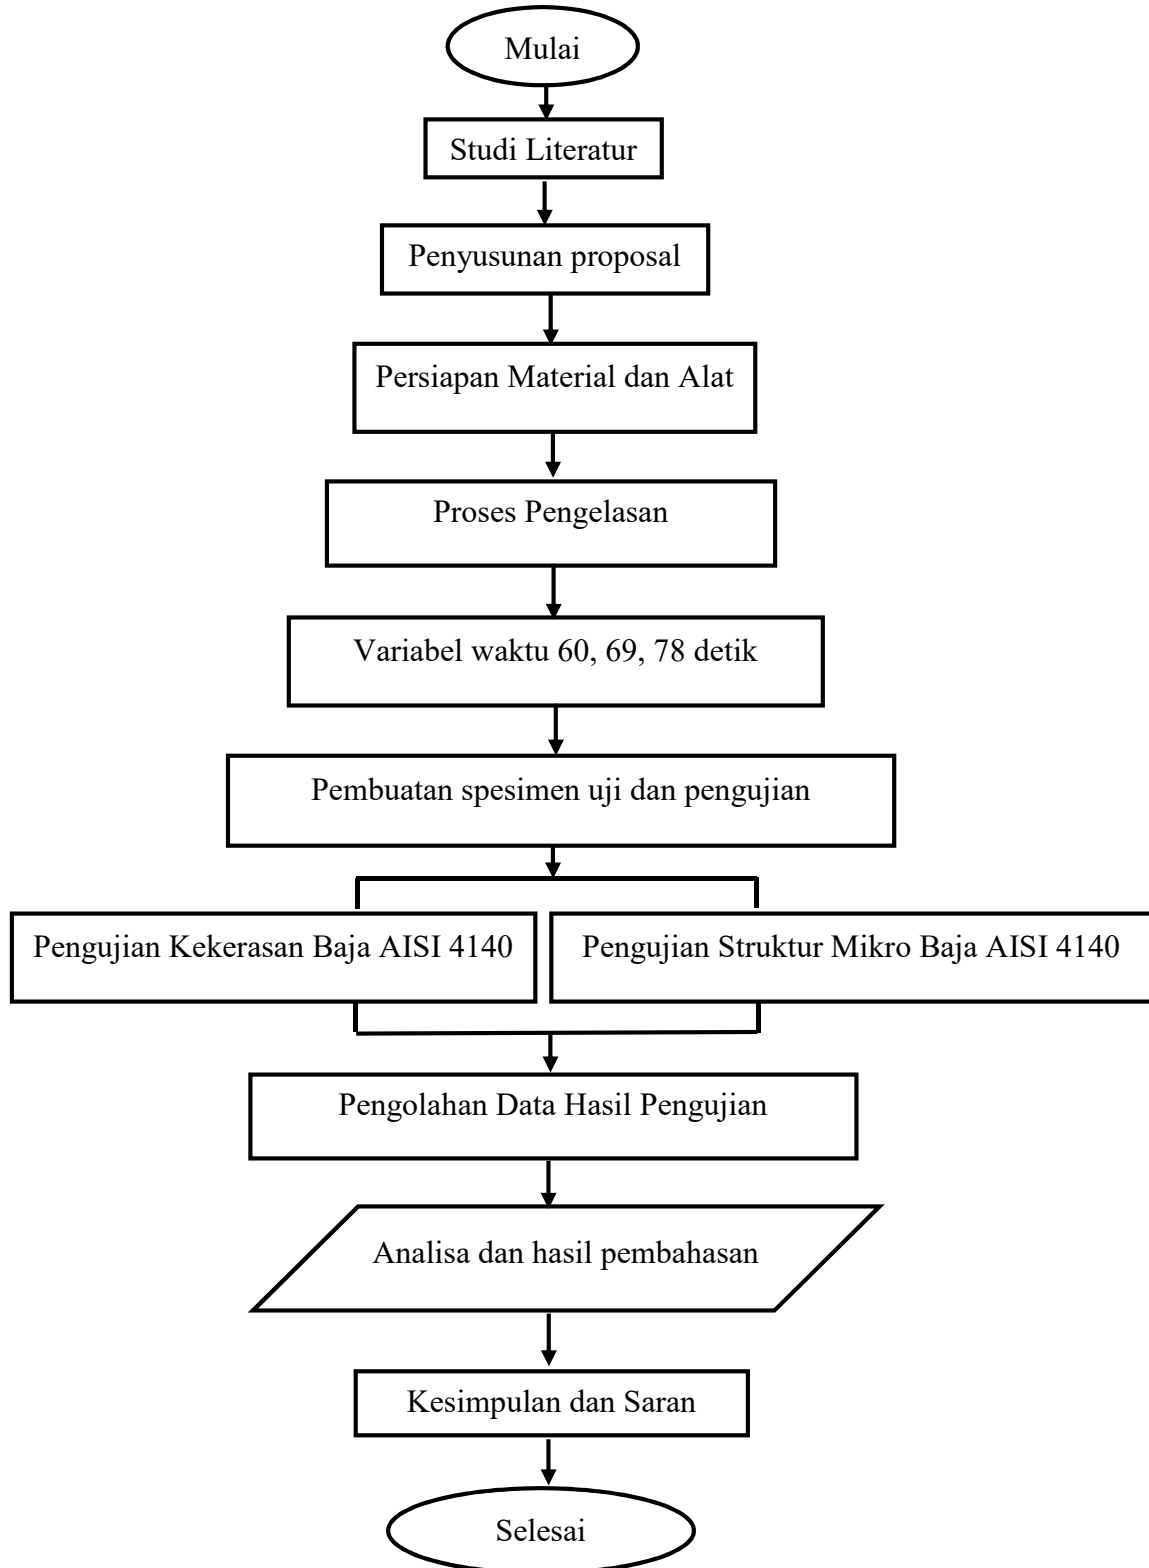 Mulai
Studi Literatur
Penyusunan proposal
Persiapan Material dan Alat
Proses Pengelasan
Variabel waktu 60, 69, 78 detik
Pembuatan spesimen uji dan pengujian
Pengujian Kekerasan Baja AISI 4140
Pengujian Struktur Mikro Baja AISI 4140
Pengolahan Data Hasil Pengujian
Analisa dan hasil pembahasan
Kesimpulan dan Saran
Selesai